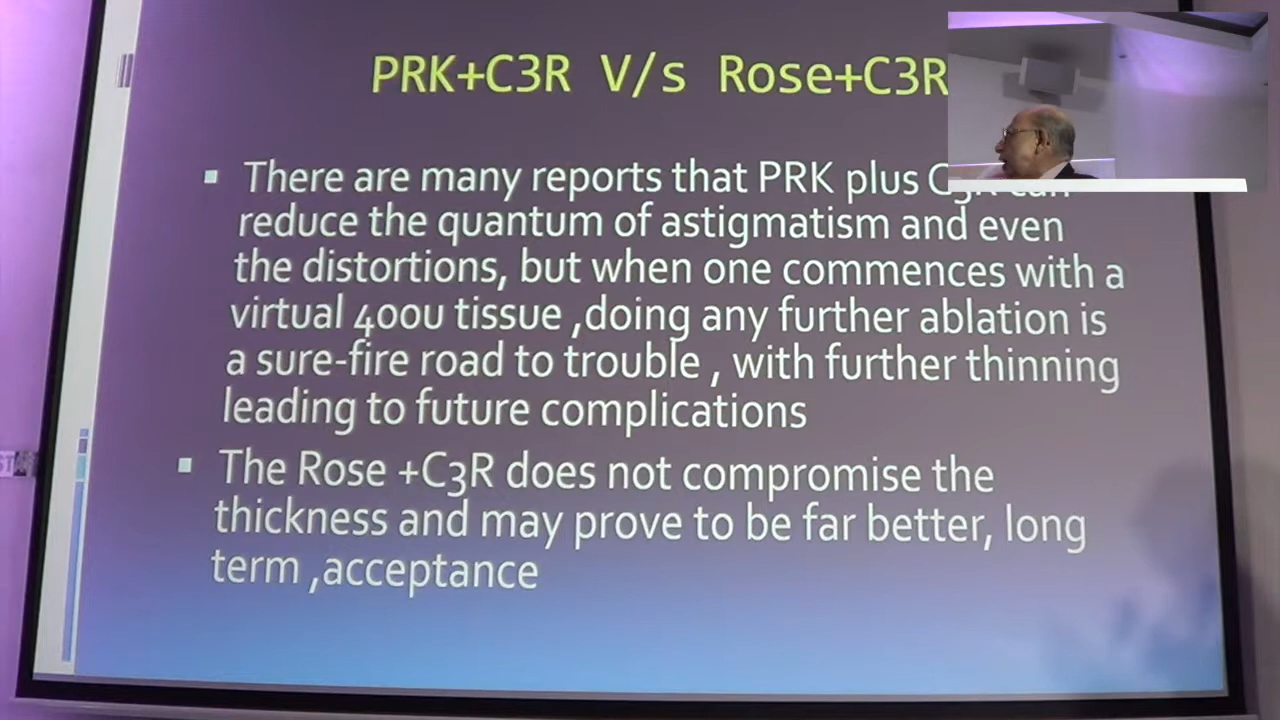 PRK+C3R V/s Rose+C3R
There are many reports that PRK plus C3R can
reduce the quantum of astigmatism and even
the distortions, but when one commences with a
virtual 400u tissue ,doing any further ablation is
a sure-fire road to trouble , with further thinning
leading to future complications
The Rose +C3R does not compromise the
thickness and may prove to be far better, long
term ,acceptance
ST